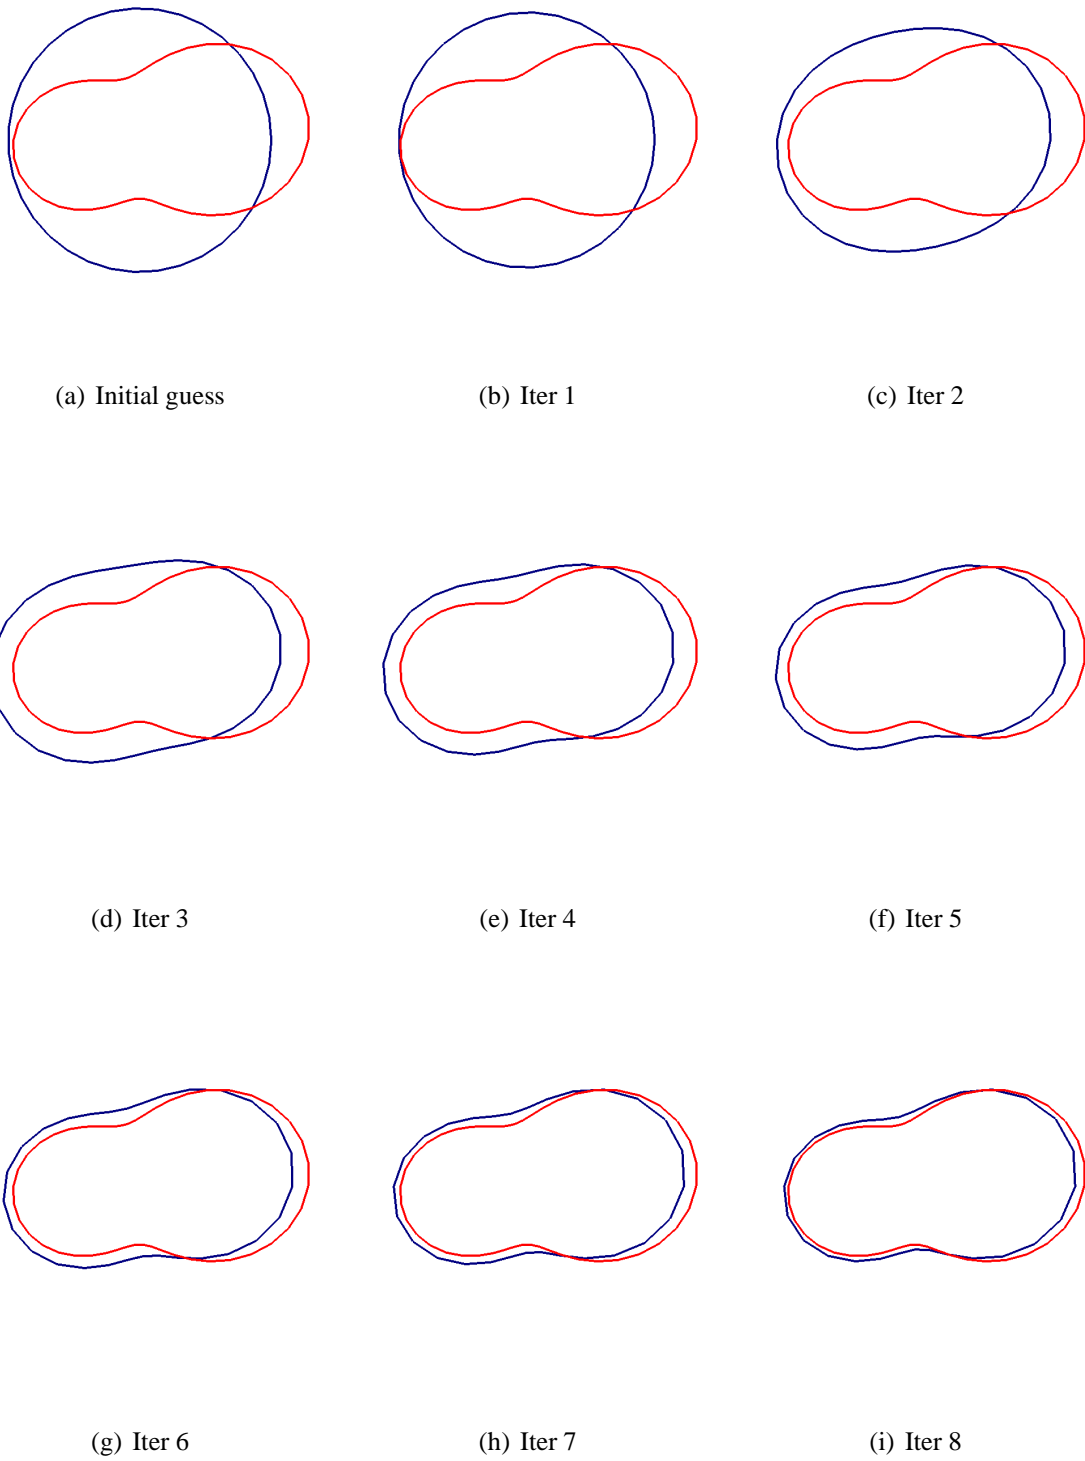 (a) Initial guess
(b) Iter 1
(c) Iter 2
(d) Iter 3
(e) Iter 4
(f) Iter 5
(g) Iter 6
(h) Iter 7
(i) Iter 8